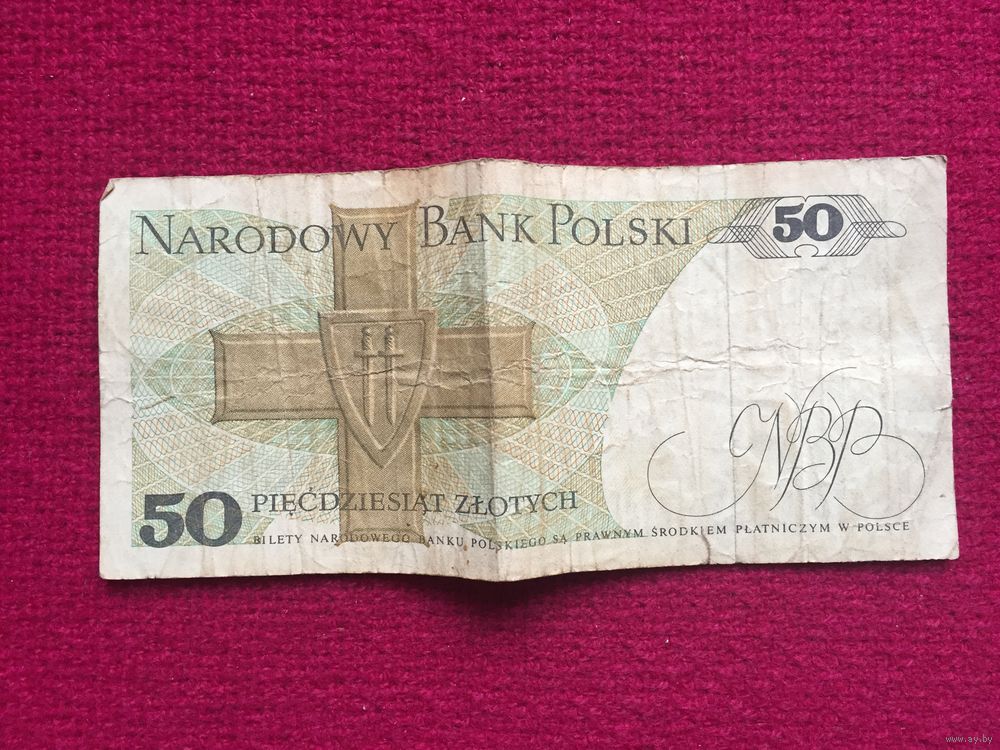 NARODOWY BANK POLSKI
50
NBP
50 PIĘĆDZIESIĄT ZŁOTYCH
BILETY NARODOWEGO BANKU POLSKIEGO SĄ PRAWNYM ŚRODKIEM PŁATNICZYM W POLSCE
www.ay.by